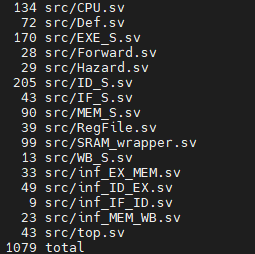 134 src/CPU.sv
72 src/Def.sv
170 src/EXE_S.sv
28 src/Forward.sv
29 src/Hazard.sv
205 src/ID_S.sv
43 src/IF_S.sv
90 src/MEM_S.sv
39 src/RegFile.sv
99 src/SRAM_wrapper.sv
13 src/WB_S.sv
33 src/inf_EX_MEM.sv
49 src/inf_ID_EX.sv
9 src/inf_IF_ID.sv
23 src/inf_MEM_WB.sv
43 src/top.sv
1079 total